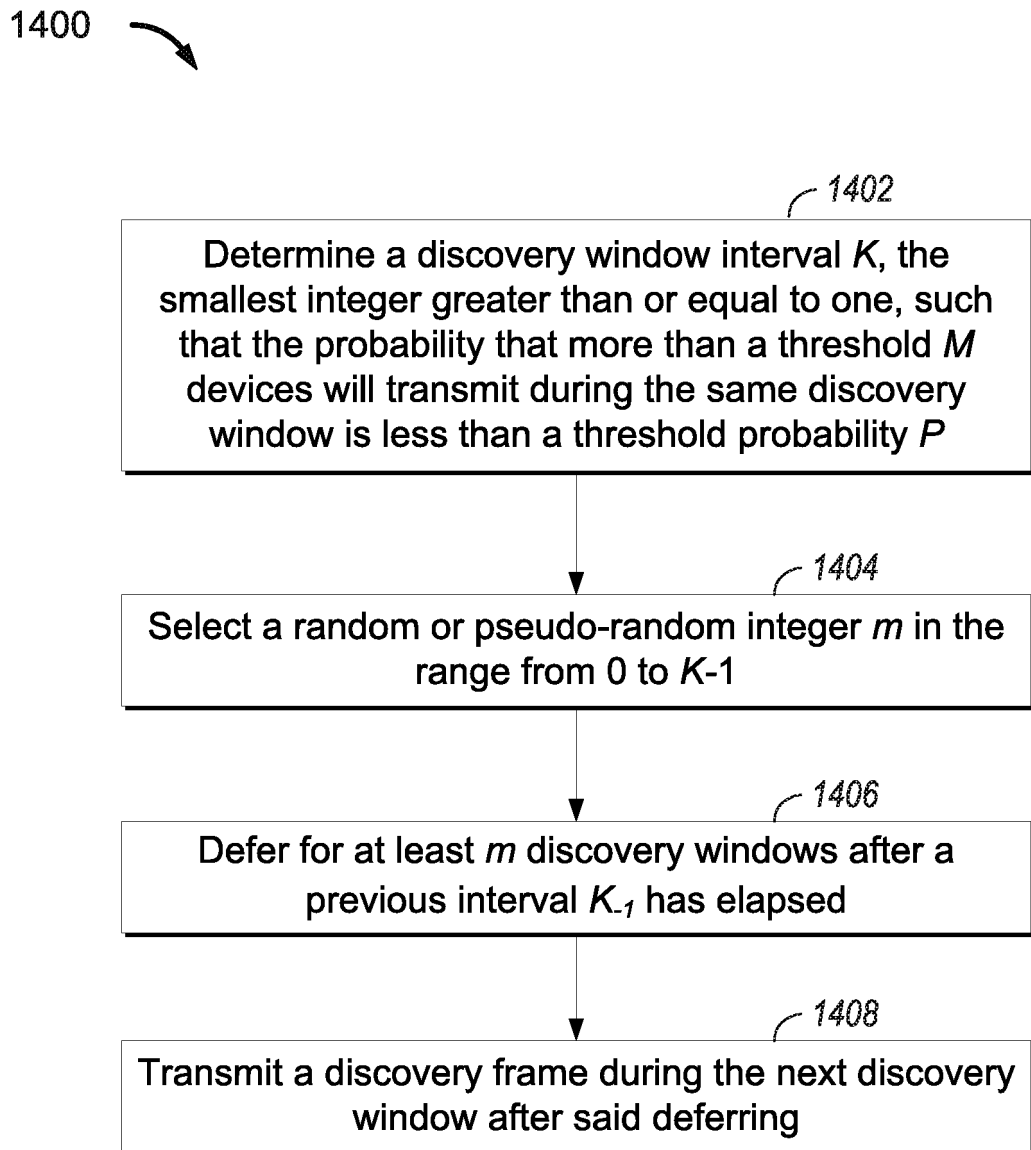 1400
1402
Determine a discovery window interval K, the
smallest integer greater than or equal to one, such
that the probability that more than a threshold M
devices will transmit during the same discovery
window is less than a threshold probability P
1404
Select a random or pseudo-random integer m in the
range from 0 to K-1
1406
Defer for at least m discovery windows after a
previous interval K-1 has elapsed
1408
Transmit a discovery frame during the next discovery
window after said deferring